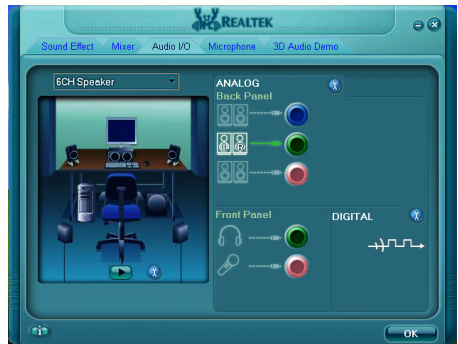 REALTEK
Sound Effect Mixer Audio I/O Microphone 3D Audio Demo
6CH Speaker
ANALOG
Back Panel
L R
Front Panel
DIGITAL
i
OK